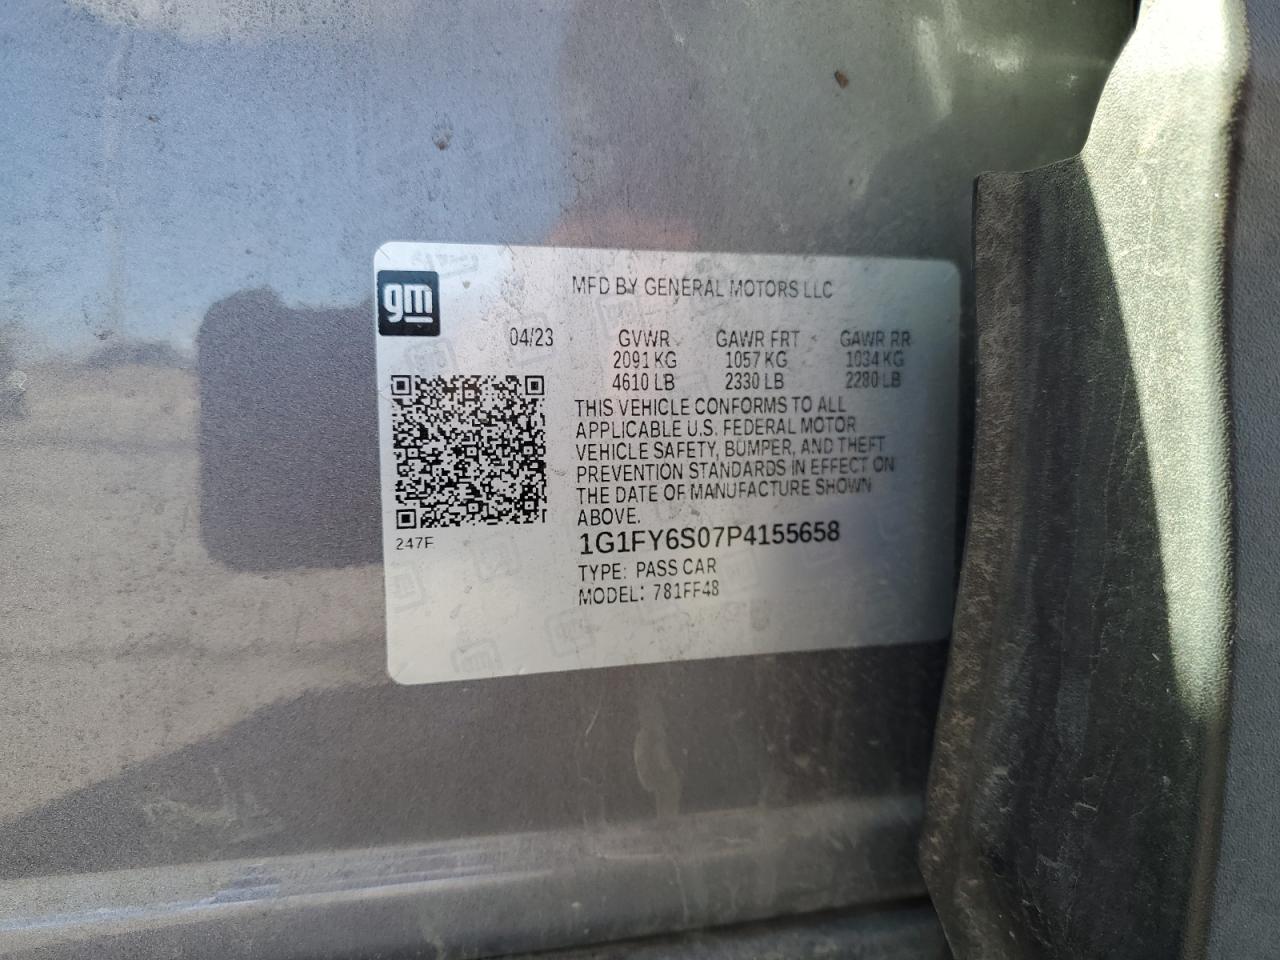 gm
MFD BY GENERAL MOTORS LLC
04/23 GVWR GAWR FRT GAWR RR
2091 KG 1057 KG 1034 KG
4610 LB 2330 LB 2280 LB
THIS VEHICLE CONFORMS TO ALL
APPLICABLE U.S. FEDERAL MOTOR
VEHICLE SAFETY, BUMPER, AND THEFT
PREVENTION STANDARDS IN EFFECT ON
THE DATE OF MANUFACTURE SHOWN
ABOVE.
247F
1G1FY6S07P4155658
TYPE: PASS CAR
MODEL: 781FF48